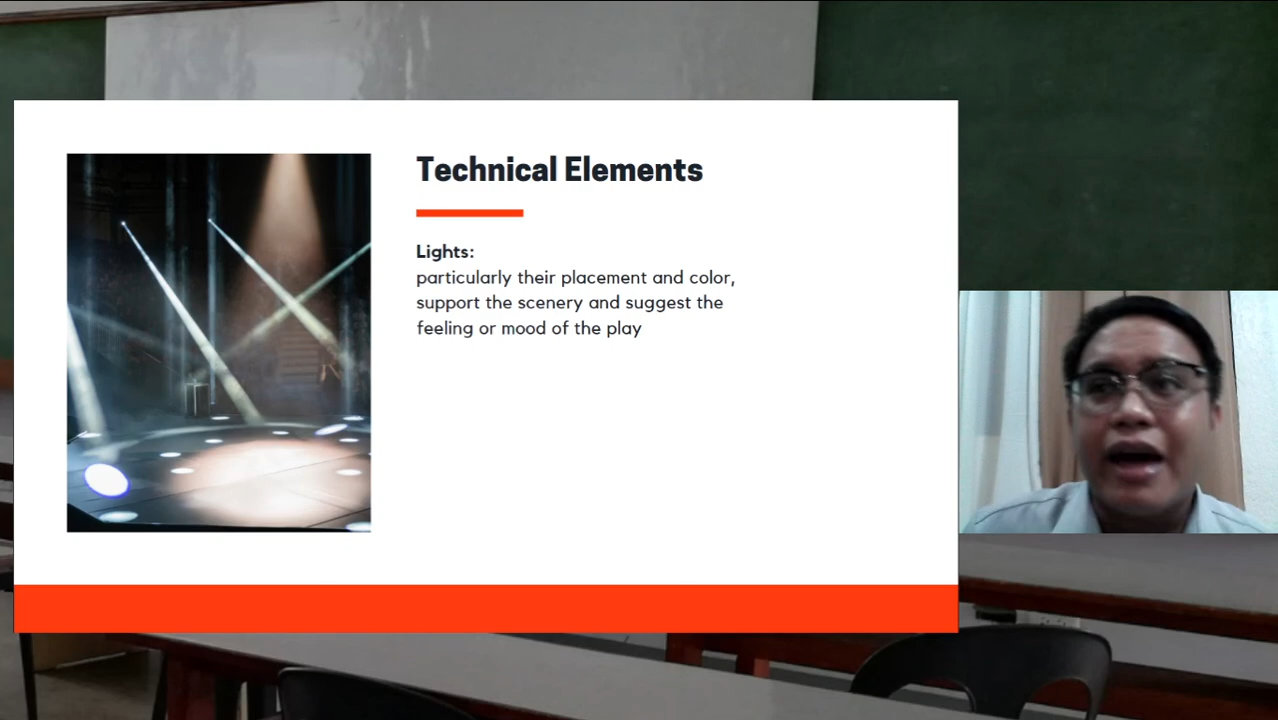 Technical Elements
Lights:
particularly their placement and color,
support the scenery and suggest the
feeling or mood of the play